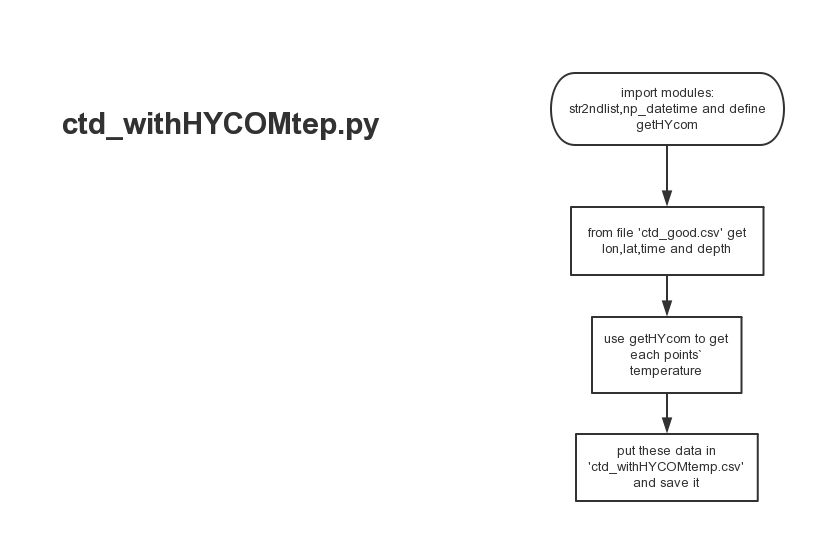 ctd_withHYCOMtep.py
import modules:
str2ndlist,np_datetime and define
getHYcom
from file 'ctd_good.csv' get
lon,lat,time and depth
use getHYcom to get
each points`
temperature
put these data in
'ctd_withHYCOMtemp.csv'
and save it